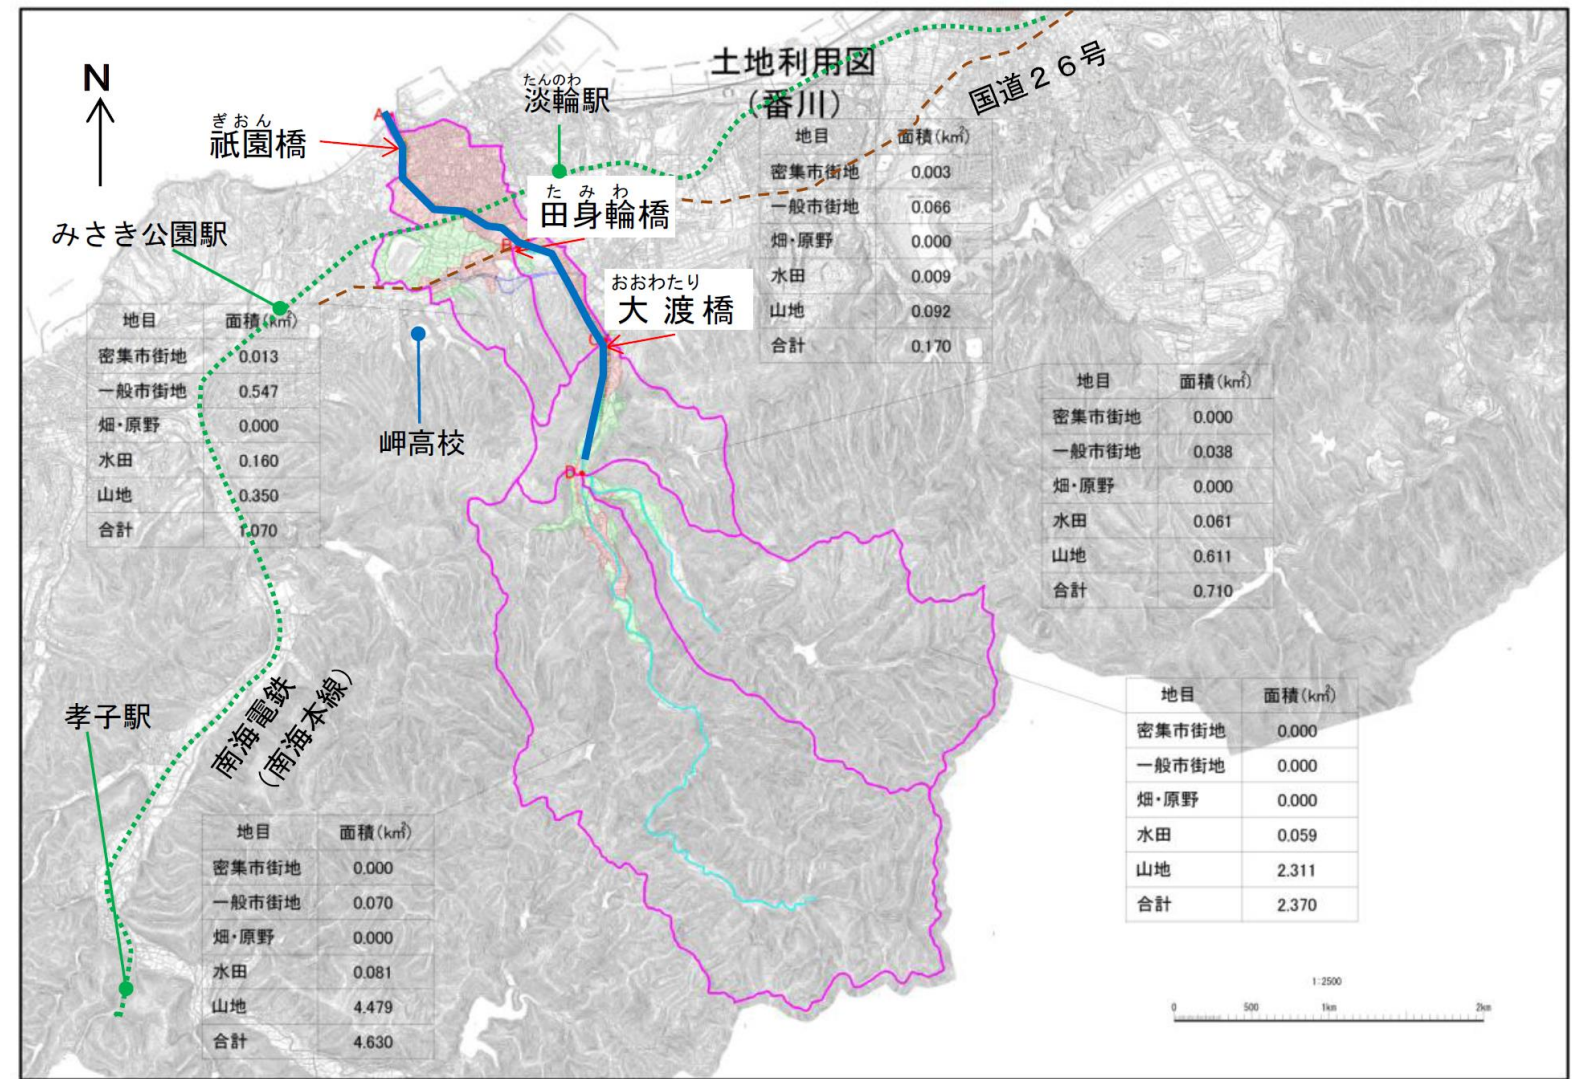 土地利用図
(番川)
N
A
ぎおん
祇園橋
たんのわ
淡輪駅
国道２６号
たみわ
田身輪橋
みさき公園駅
B
おおわたり
大渡橋
C
岬高校
D
孝子駅
南海電鉄
(南海本線)
地目 面積(k㎡)
密集市街地 0.003
一般市街地 0.066
畑・原野 0.000
水田 0.009
山地 0.092
合計 0.170
地目 面積(k㎡)
密集市街地 0.013
一般市街地 0.547
畑・原野 0.000
水田 0.160
山地 0.350
合計 1.070
地目 面積(k㎡)
密集市街地 0.000
一般市街地 0.038
畑・原野 0.000
水田 0.061
山地 0.611
合計 0.710
地目 面積(k㎡)
密集市街地 0.000
一般市街地 0.000
畑・原野 0.000
水田 0.059
山地 2.311
合計 2.370
地目 面積(k㎡)
密集市街地 0.000
一般市街地 0.070
畑・原野 0.000
水田 0.081
山地 4.479
合計 4.630
1:2500
0 500 1km 2km